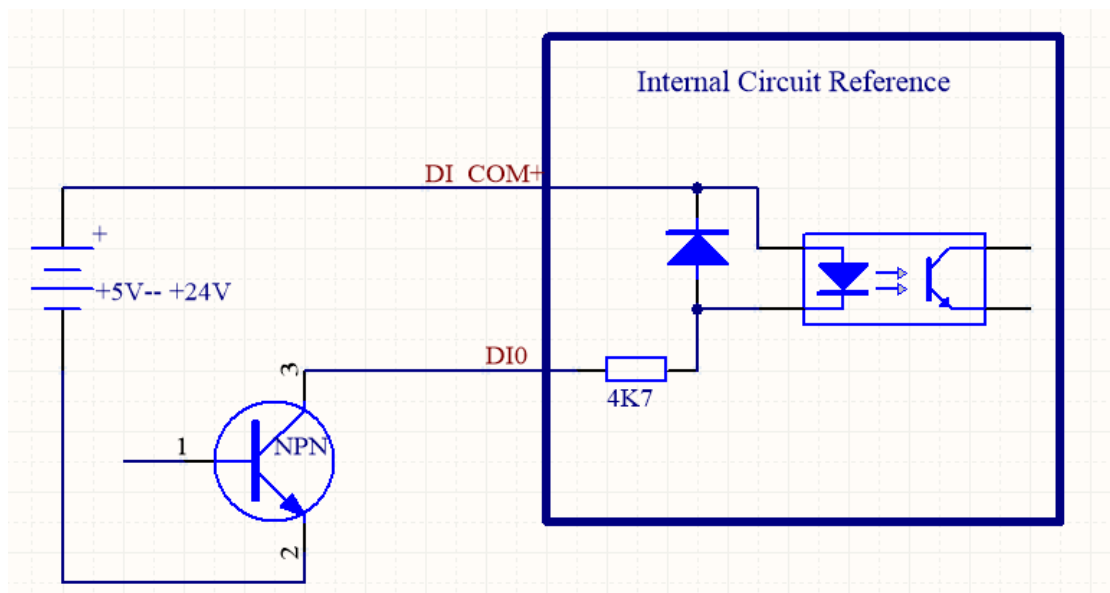 Internal Circuit Reference
DI COM+
+
+5V-- +24V
DI0
3
4K7
1
NPN
2